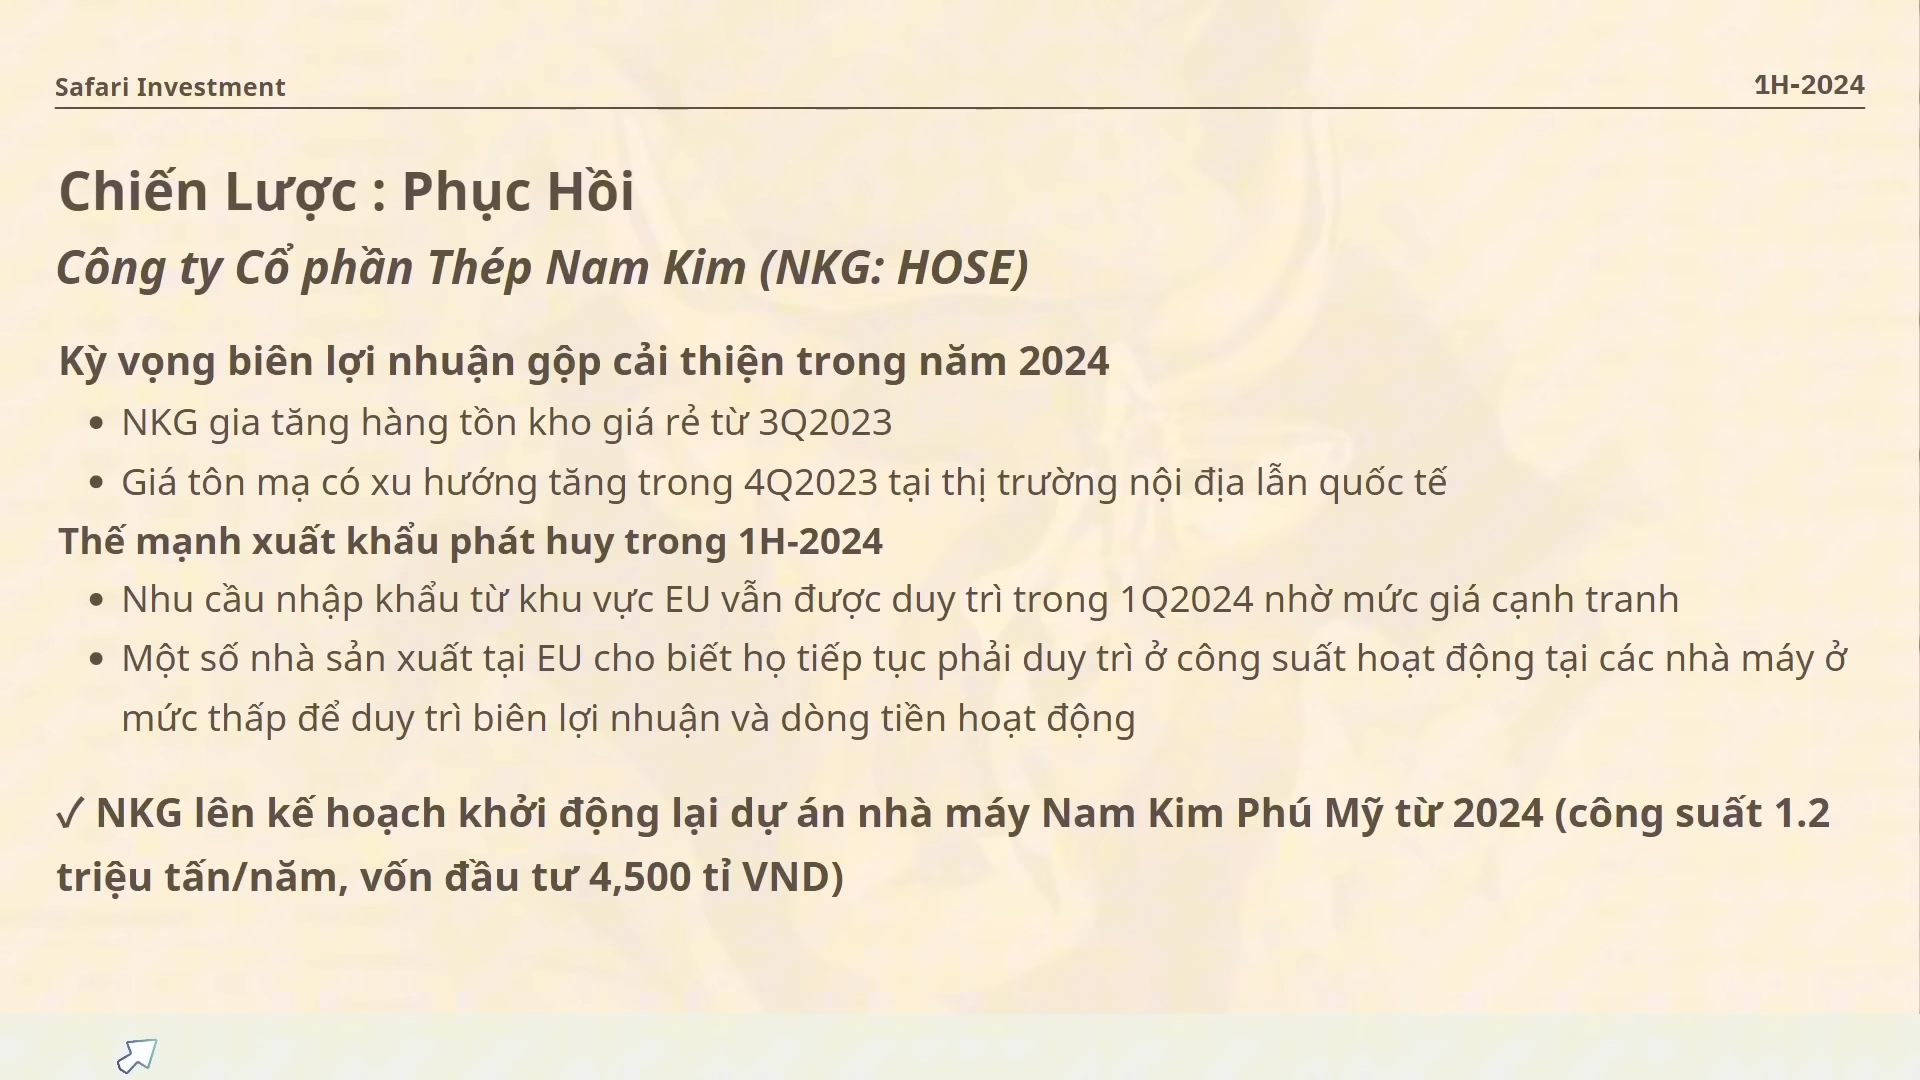 Safari Investment
1H-2024
Chiến Lược : Phục Hồi
Công ty Cổ phần Thép Nam Kim (NKG: HOSE)
Kỳ vọng biên lợi nhuận gộp cải thiện trong năm 2024
• NKG gia tăng hàng tồn kho giá rẻ từ 3Q2023
• Giá tôn mạ có xu hướng tăng trong 4Q2023 tại thị trường nội địa lẫn quốc tế
Thế mạnh xuất khẩu phát huy trong 1H-2024
• Nhu cầu nhập khẩu từ khu vực EU vẫn được duy trì trong 1Q2024 nhờ mức giá cạnh tranh
• Một số nhà sản xuất tại EU cho biết họ tiếp tục phải duy trì ở công suất hoạt động tại các nhà máy ở
mức thấp để duy trì biên lợi nhuận và dòng tiền hoạt động
✓ NKG lên kế hoạch khởi động lại dự án nhà máy Nam Kim Phú Mỹ từ 2024 (công suất 1.2
triệu tấn/năm, vốn đầu tư 4,500 tỉ VND)